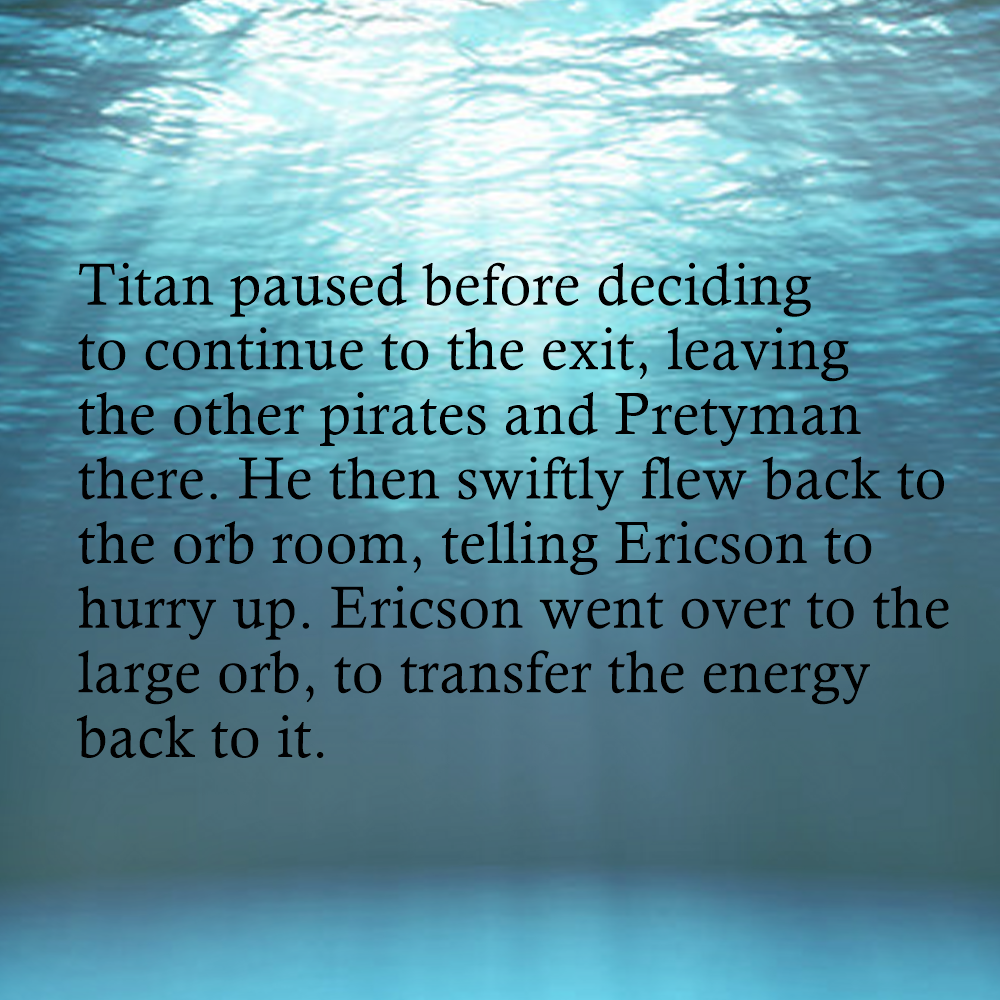 Titan paused before deciding
to continue to the exit, leaving
the other pirates and Pretyman
there. He then swiftly flew back to
the orb room, telling Ericson to
hurry up. Ericson went over to the
large orb, to transfer the energy
back to it.